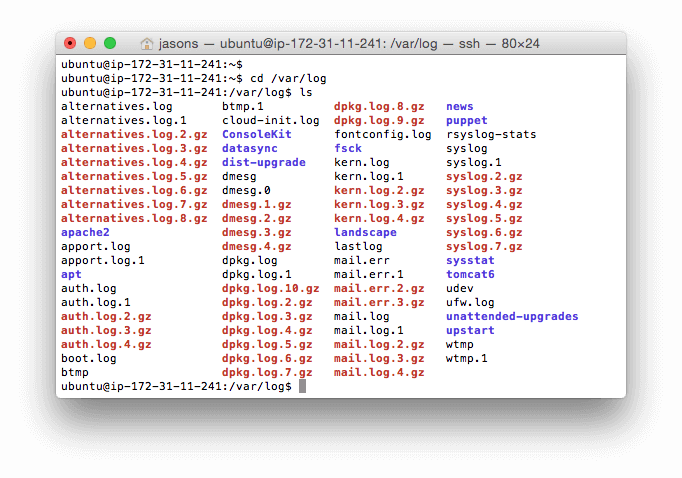 jasons — ubuntu@ip-172-31-11-241: /var/log — ssh — 80×24
ubuntu@ip-172-31-11-241:~$
ubuntu@ip-172-31-11-241:~$ cd /var/log
ubuntu@ip-172-31-11-241:/var/log$ ls
alternatives.log btmp.1 dpkg.log.8.gz news
alternatives.log.1 cloud-init.log dpkg.log.9.gz puppet
alternatives.log.2.gz ConsoleKit fontconfig.log rsyslog-stats
alternatives.log.3.gz datasync fsck syslog
alternatives.log.4.gz dist-upgrade kern.log syslog.1
alternatives.log.5.gz dmesg kern.log.1 syslog.2.gz
alternatives.log.6.gz dmesg.0 kern.log.2.gz syslog.3.gz
alternatives.log.7.gz dmesg.1.gz kern.log.3.gz syslog.4.gz
alternatives.log.8.gz dmesg.2.gz kern.log.4.gz syslog.5.gz
apache2 dmesg.3.gz landscape syslog.6.gz
apport.log dmesg.4.gz lastlog syslog.7.gz
apport.log.1 dpkg.log mail.err sysstat
apt dpkg.log.1 mail.err.1 tomcat6
auth.log dpkg.log.10.gz mail.err.2.gz udev
auth.log.1 dpkg.log.2.gz mail.err.3.gz ufw.log
auth.log.2.gz dpkg.log.3.gz mail.log unattended-upgrades
auth.log.3.gz dpkg.log.4.gz mail.log.1 upstart
auth.log.4.gz dpkg.log.5.gz mail.log.2.gz wtmp
boot.log dpkg.log.6.gz mail.log.3.gz wtmp.1
btmp dpkg.log.7.gz mail.log.4.gz
ubuntu@ip-172-31-11-241:/var/log$